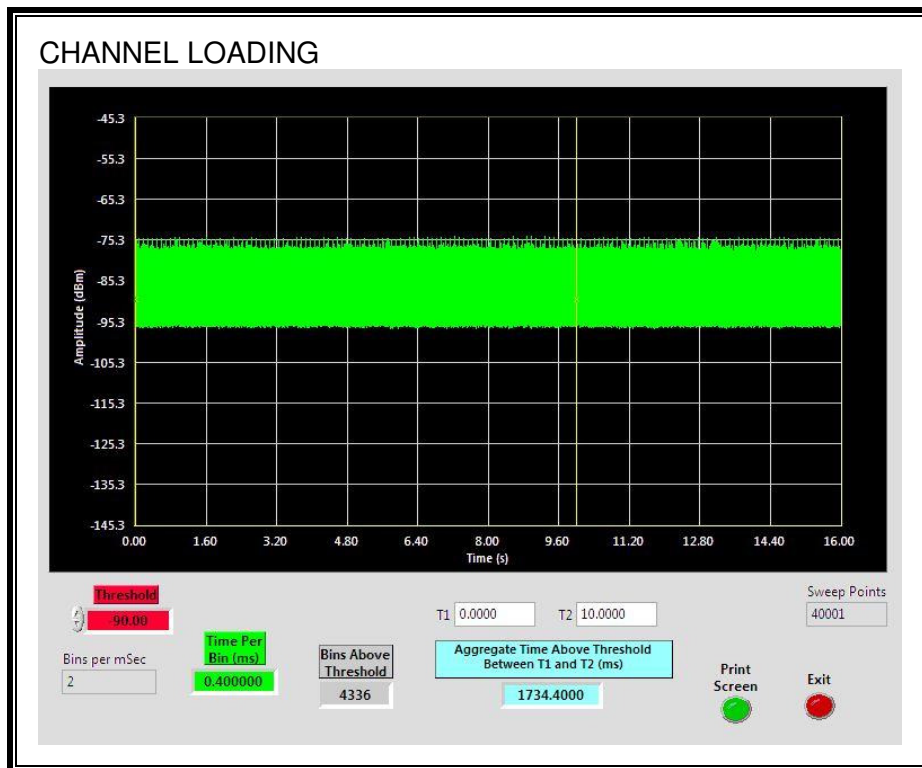 CHANNEL LOADING
-45.3
-55.3
-65.3
-75.3
-85.3
-95.3
-105.3
-115.3
-125.3
-135.3
-145.3
Amplitude (dBm)
0.00 1.60 3.20 4.80 6.40 8.00 9.60 11.20 12.80 14.40 16.00
Time (s)
Threshold
-90.00
Bins per mSec
2
Time Per
Bin (ms)
0.400000
Bins Above
Threshold
4336
T1 0.0000 T2 10.0000
Aggregate Time Above Threshold
Between T1 and T2 (ms)
1734.4000
Sweep Points
40001
Print
Screen
Exit